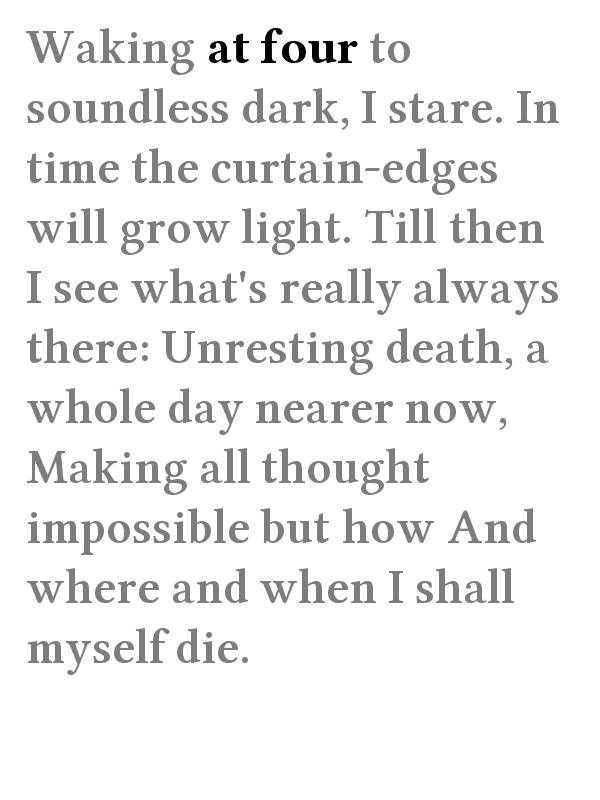 Waking at four to
soundless dark, I stare. In
time the curtain-edges
will grow light. Till then
I see what's really always
there: Unresting death, a
whole day nearer now,
Making all thought
impossible but how And
where and when I shall
myself die.